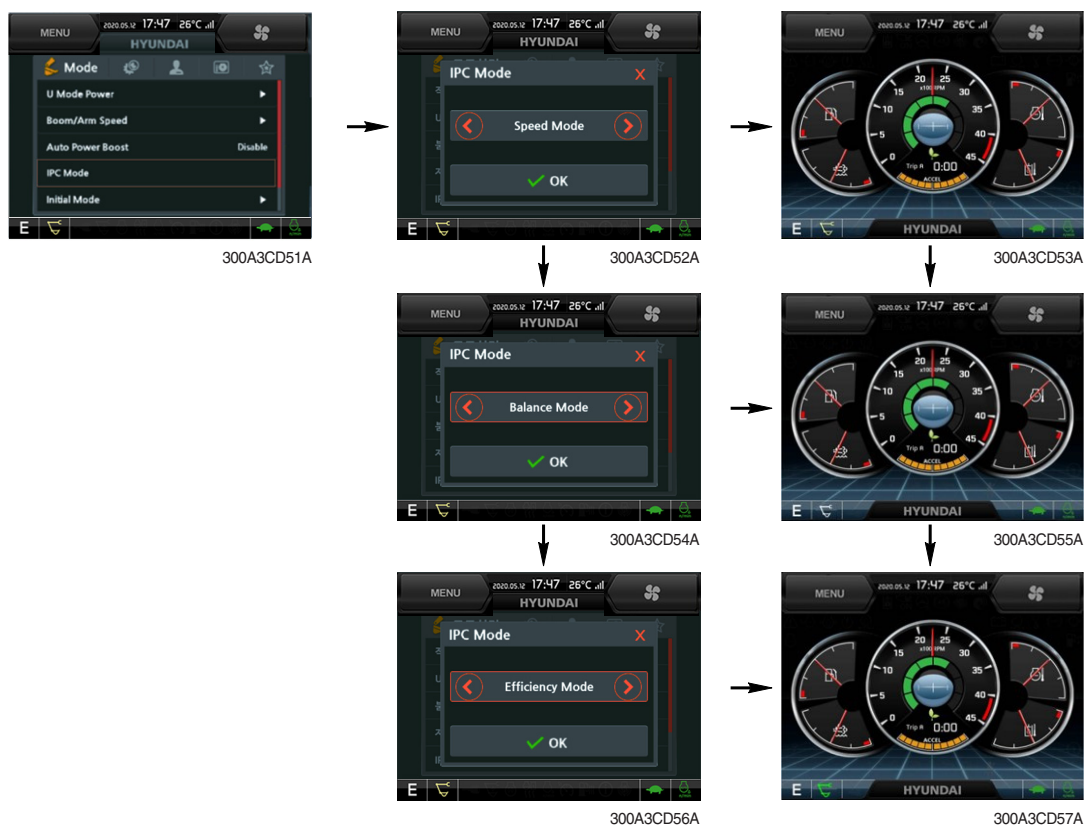 MENU 2020.05.12 17:47 26°C
HYUNDAI
Mode
U Mode Power
Boom/Arm Speed
Auto Power Boost Disable
IPC Mode
Initial Mode
E
300A3CD51A
MENU 2020.05.12 17:47 26°C
HYUNDAI
IPC Mode X
Speed Mode
OK
E
300A3CD52A
MENU 2020.05.12 17:47 26°C
0 5 10 15 20 25 30 35 40 45
x100 RPM
Trip A 0:00
ACCEL
E HYUNDAI
300A3CD53A
MENU 2020.05.12 17:47 26°C
HYUNDAI
IPC Mode X
Balance Mode
OK
E
300A3CD54A
MENU 2020.05.12 17:47 26°C
0 5 10 15 20 25 30 35 40 45
x100 RPM
Trip A 0:00
ACCEL
E HYUNDAI
300A3CD55A
MENU 2020.05.12 17:47 26°C
HYUNDAI
IPC Mode X
Efficiency Mode
OK
E
300A3CD56A
MENU 2020.05.12 17:47 26°C
0 5 10 15 20 25 30 35 40 45
x100 RPM
Trip A 0:00
ACCEL
E HYUNDAI
300A3CD57A